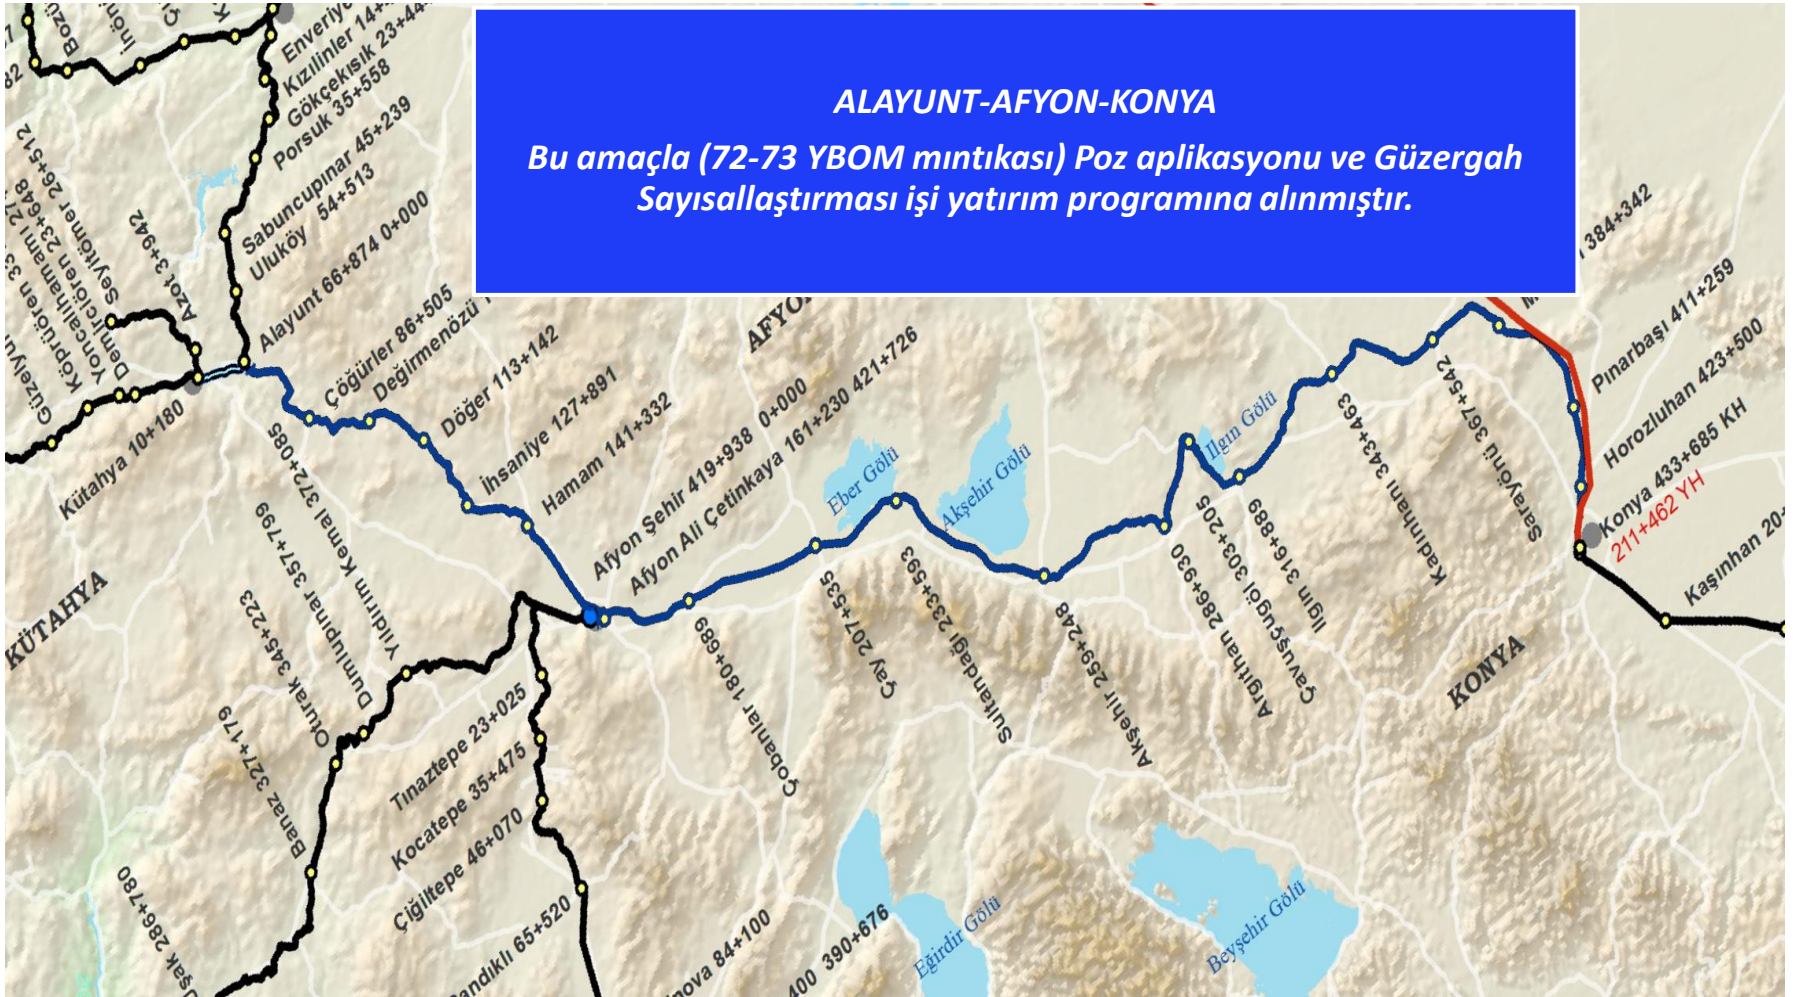 ALAYUNT-AFYON-KONYA
Bu amaçla (72-73 YBOM mıntıkası) Poz aplikasyonu ve Güzergah
Sayısallaştırması işi yatırım programına alınmıştır.
Kızılinler
Gökçekısık 23+44
Porsuk 35+558
Sabuncupınar 45+239
Uluköy 54+513
Alayunt 66+874 0+000
Azot 3+942
Seyitömer 26+512
23+648
Kütahya 10+180
Çöğürler 86+505
Değirmenözü
Döğer 113+142
İhsaniye 127+891
Hamam 141+332
Afyon Şehir 419+938 0+000
Afyon Ali Çetinkaya 161+230 421+726
Eber Gölü
Akşehir Gölü
Ilgın Gölü
384+342
Pınarbaşı 411+259
Horozluhan 423+500
Konya 433+685 KH
211+462 YH
Kaşınhan
KÜTAHYA
KONYA
Yıldırım Kemal 372+085
Dumlupınar 357+799
Oturak 345+223
Banaz 327+179
Uşak 286+780
Tınaztepe 23+025
Kocatepe 35+475
Çiğiltepe 46+070
65+520
84+100
390+676
Çobanlar 180+689
Çay 207+535
Sultandağı 233+593
Akşehir 259+248
Argıthan 286+930
Çavuşçugöl 303+205
Ilgın 316+889
Kadınhanı 343+463
Sarayönü 367+542
Eğirdir Gölü
Beyşehir Gölü